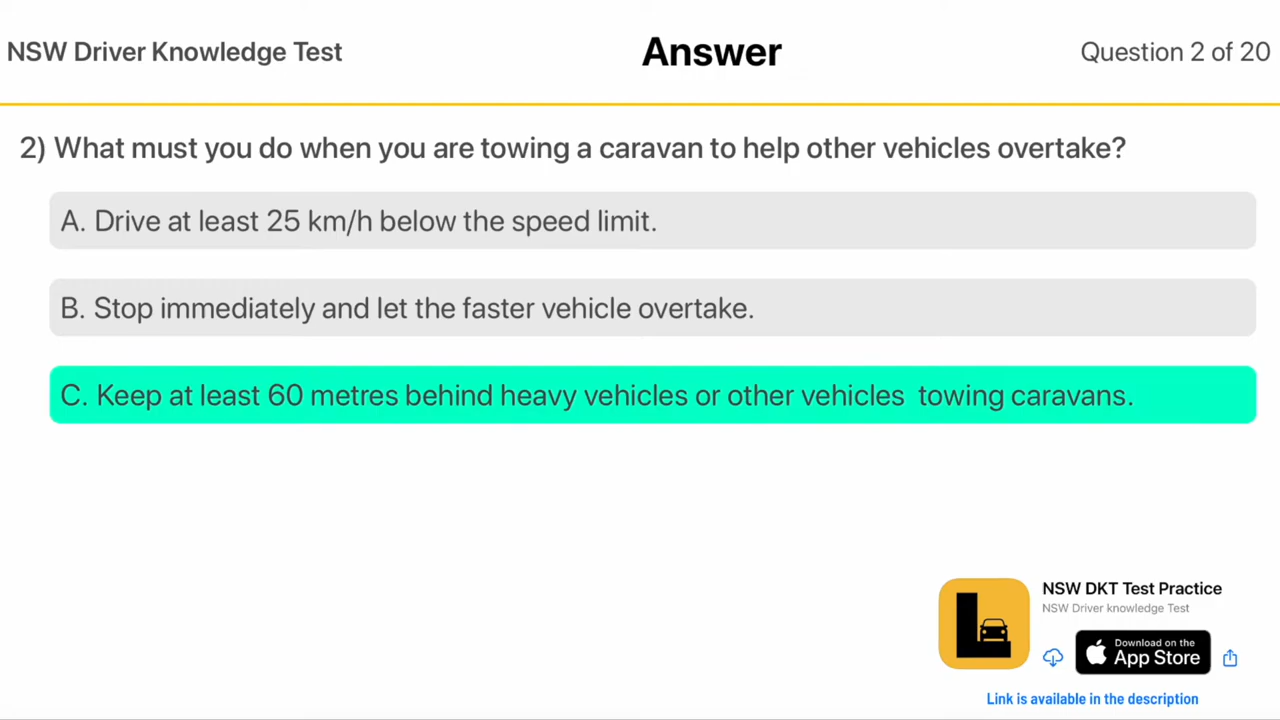 NSW Driver Knowledge Test
Answer
Question 2 of 20
2) What must you do when you are towing a caravan to help other vehicles overtake?
A. Drive at least 25 km/h below the speed limit.
B. Stop immediately and let the faster vehicle overtake.
C. Keep at least 60 metres behind heavy vehicles or other vehicles  towing caravans.
NSW DKT Test Practice
NSW Driver knowledge Test
Download on the
App Store
Link is available in the description